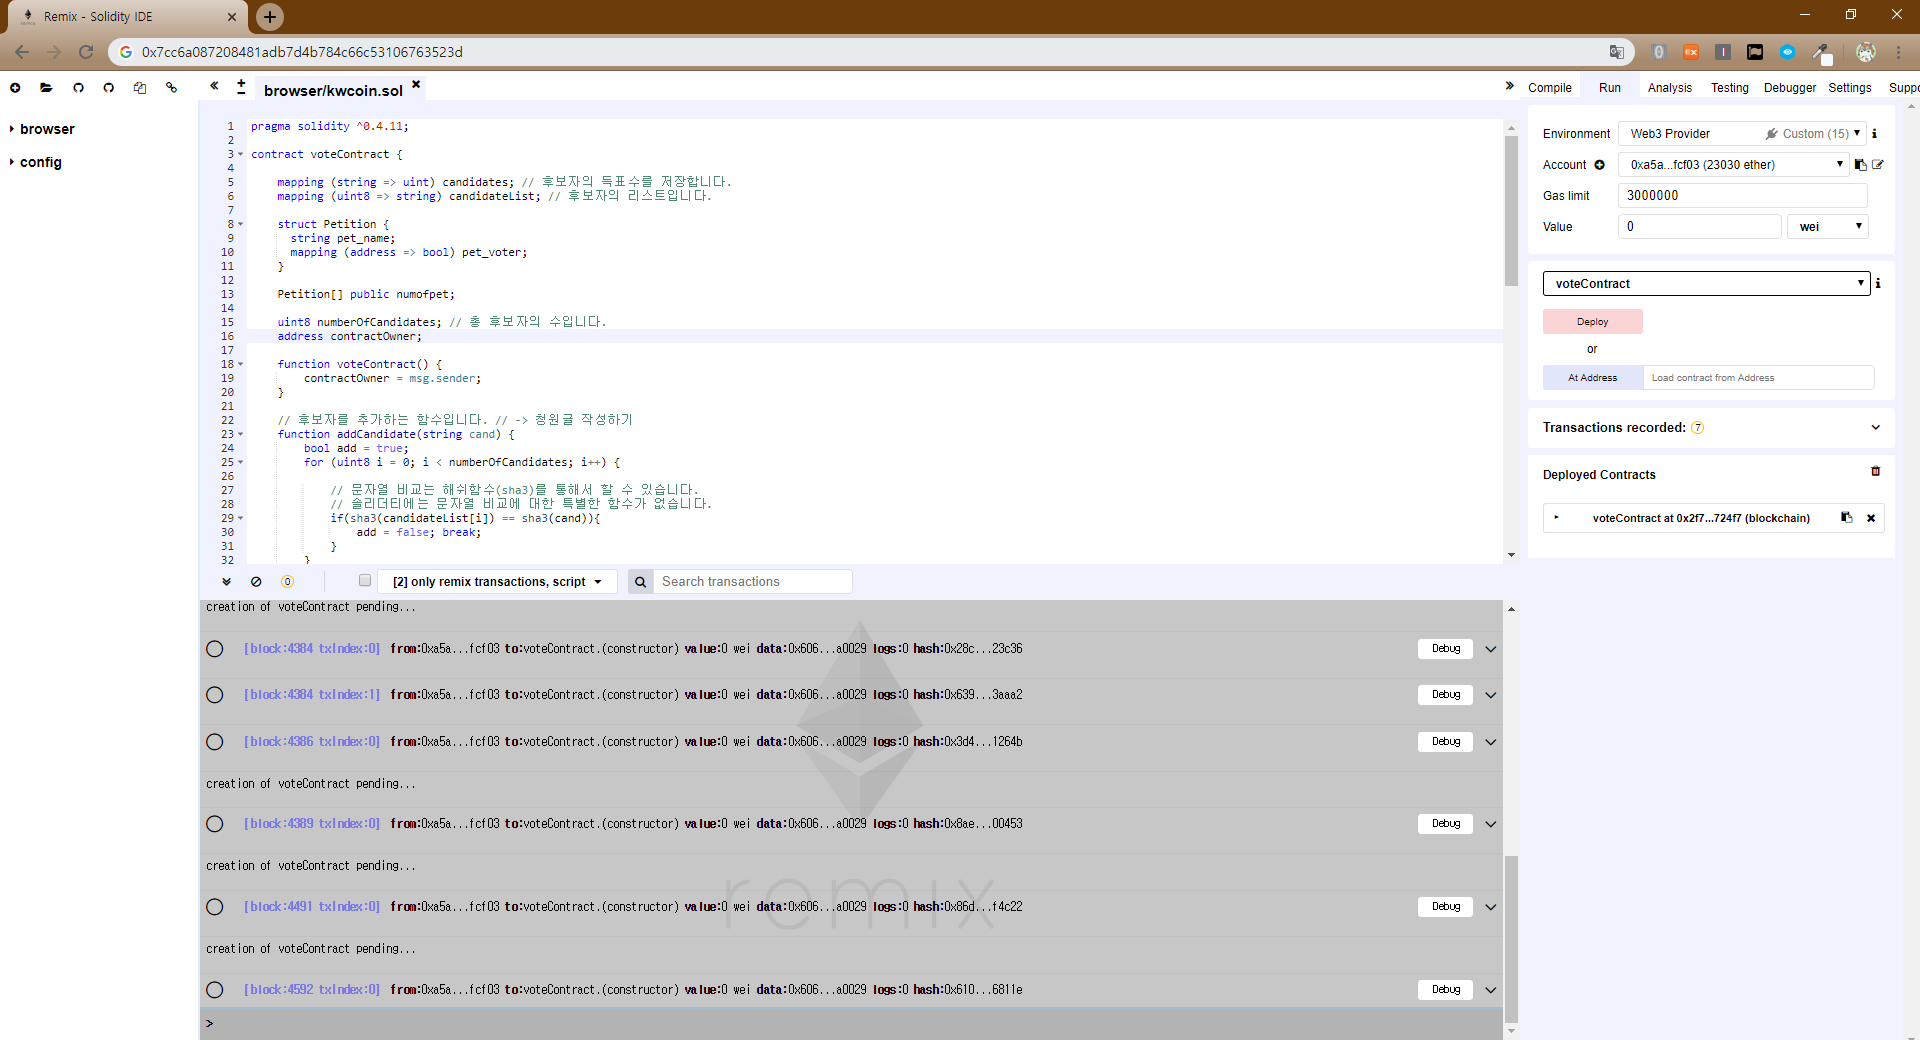 Remix - Solidity IDE
0x7cc6a087208481adb7d4b784c66c53106763523d
browser/kwcoin.sol
browser
config
1 pragma solidity ^0.4.11;
2
3 contract voteContract {
4
5 mapping (string => uint) candidates; // 후보자의 득표수를 저장합니다.
6 mapping (uint8 => string) candidateList; // 후보자의 리스트입니다.
7
8 struct Petition {
9 string pet_name;
10 mapping (address => bool) pet_voter;
11 }
12
13 Petition[] public numofpet;
14
15 uint8 numberOfCandidates; // 총 후보자의 수입니다.
16 address contractOwner;
17
18 function voteContract() {
19 contractOwner = msg.sender;
20 }
21
22 // 후보자를 추가하는 함수입니다. // -> 청원글 작성하기
23 function addCandidate(string cand) {
24 bool add = true;
25 for (uint8 i = 0; i < numberOfCandidates; i++) {
26
27 // 문자열 비교는 해쉬함수(sha3)를 통해서 할 수 있습니다.
28 // 솔리더티에는 문자열 비교에 대한 특별한 함수가 없습니다.
29 if(sha3(candidateList[i]) == sha3(cand)){
30 add = false; break;
31 }
32 }
0 [2] only remix transactions, script Search transactions
creation of voteContract pending...
[block:4384 txIndex:0] from:0xa5a...fcf03 to:voteContract.(constructor) value:0 wei data:0x606...a0029 logs:0 hash:0x28c...23c36 Debug
[block:4384 txIndex:1] from:0xa5a...fcf03 to:voteContract.(constructor) value:0 wei data:0x606...a0029 logs:0 hash:0x639...3aaa2 Debug
[block:4386 txIndex:0] from:0xa5a...fcf03 to:voteContract.(constructor) value:0 wei data:0x606...a0029 logs:0 hash:0x3d4...1264b Debug
creation of voteContract pending...
[block:4389 txIndex:0] from:0xa5a...fcf03 to:voteContract.(constructor) value:0 wei data:0x606...a0029 logs:0 hash:0x8ae...00453 Debug
creation of voteContract pending...
remix
[block:4491 txIndex:0] from:0xa5a...fcf03 to:voteContract.(constructor) value:0 wei data:0x606...a0029 logs:0 hash:0x86d...f4c22 Debug
creation of voteContract pending...
[block:4592 txIndex:0] from:0xa5a...fcf03 to:voteContract.(constructor) value:0 wei data:0x606...a0029 logs:0 hash:0x610...6811e Debug
>
Compile Run Analysis Testing Debugger Settings Suppo
Environment Web3 Provider Custom (15)
Account 0xa5a...fcf03 (23030 ether)
Gas limit 3000000
Value 0 wei
voteContract
Deploy
or
At Address Load contract from Address
Transactions recorded: 7
Deployed Contracts
voteContract at 0x2f7...724f7 (blockchain)